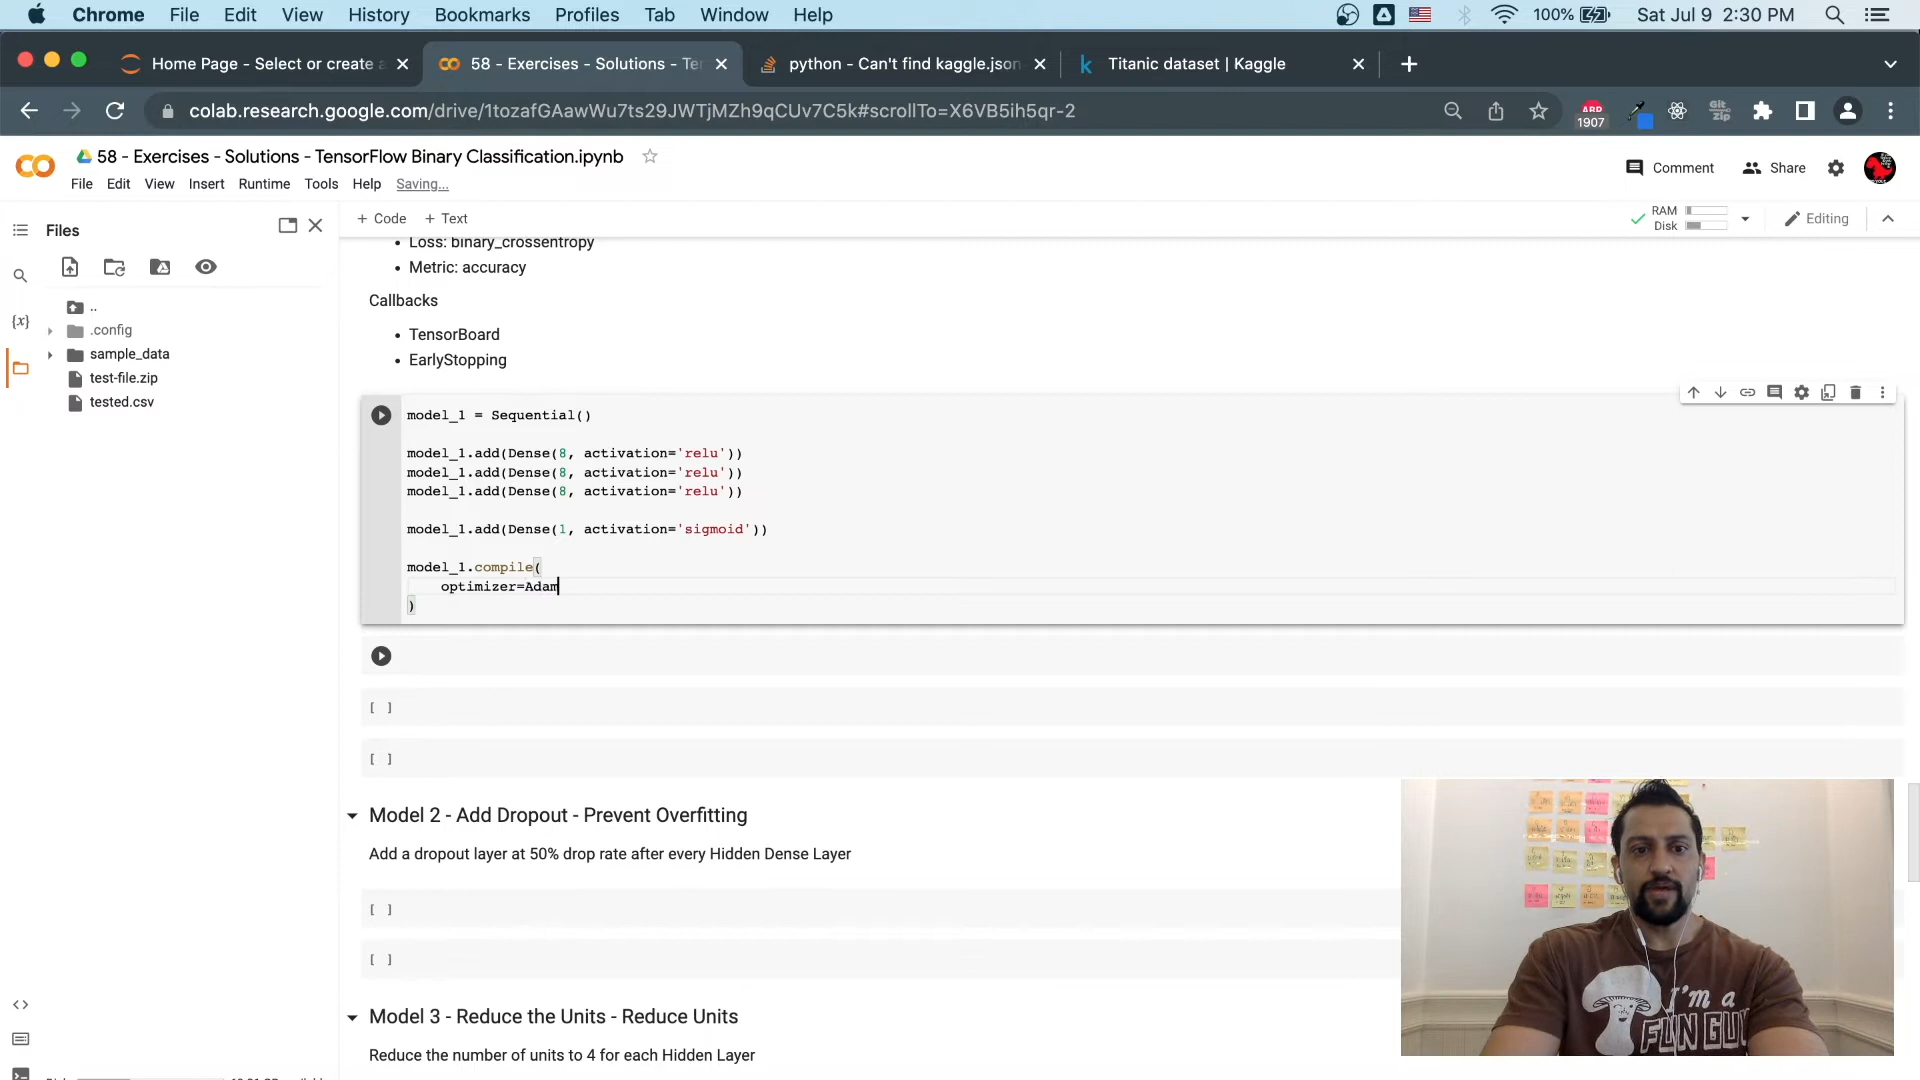 Chrome File Edit View History Bookmarks Profiles Tab Window Help 100% Sat Jul 9 2:30 PM
Home Page - Select or create a
58 - Exercises - Solutions - Te
python - Can't find kaggle.json
Titanic dataset | Kaggle
colab.research.google.com/drive/1tozafGAawWu7ts29JWTjMZh9qCUv7C5k#scrollTo=X6VB5ih5qr-2
ABP
1907
Git
Zip
58 - Exercises - Solutions - TensorFlow Binary Classification.ipynb
File Edit View Insert Runtime Tools Help Saving...
Comment Share
Files
+ Code + Text
RAM
Disk
Editing
..
.config
sample_data
test-file.zip
tested.csv
{x}
• Loss: binary_crossentropy
• Metric: accuracy
Callbacks
• TensorBoard
• EarlyStopping
model_1 = Sequential()
model_1.add(Dense(8, activation='relu'))
model_1.add(Dense(8, activation='relu'))
model_1.add(Dense(8, activation='relu'))
model_1.add(Dense(1, activation='sigmoid'))
model_1.compile(
optimizer=Adam
)
[ ]
[ ]
Model 2 - Add Dropout - Prevent Overfitting
Add a dropout layer at 50% drop rate after every Hidden Dense Layer
[ ]
[ ]
Model 3 - Reduce the Units - Reduce Units
Reduce the number of units to 4 for each Hidden Layer
I'm a
FUN GUY